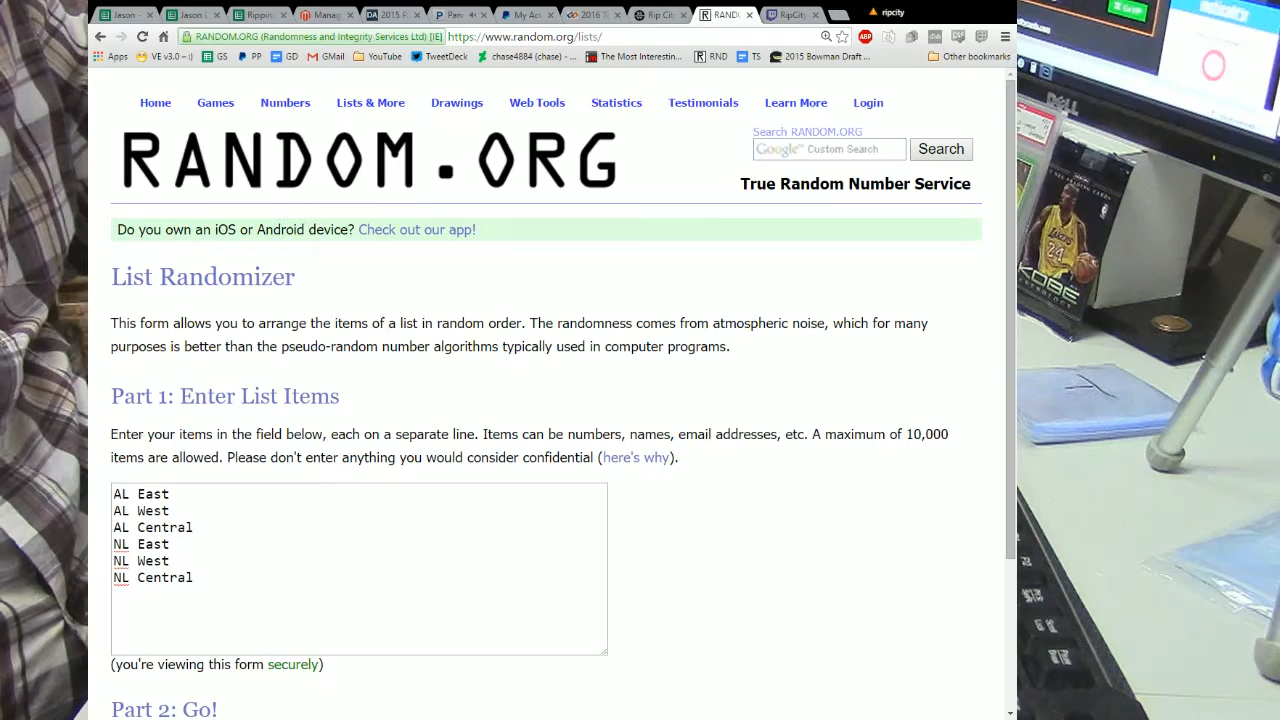 Jason -
Jason
Ripping
Manag
2015
Pan
My Ac
2016
Rip Cit
RAND
RipCity
ripcity
RANDOM.ORG (Randomness and Integrity Services Ltd) [IE]
https://www.random.org/lists/
Apps
VE v3.0 :-)
GS
PP
GD
GMail
YouTube
TweetDeck
chase4884 (chase) - ...
The Most Interestin...
RND
TS
2015 Bowman Draft ...
Other bookmarks
Home Games Numbers Lists & More Drawings Web Tools Statistics Testimonials Learn More Login
RANDOM.ORG
Search RANDOM.ORG
Google™ Custom Search
Search
True Random Number Service
Do you own an iOS or Android device? Check out our app!
List Randomizer
This form allows you to arrange the items of a list in random order. The randomness comes from atmospheric noise, which for many
purposes is better than the pseudo-random number algorithms typically used in computer programs.
Part 1: Enter List Items
Enter your items in the field below, each on a separate line. Items can be numbers, names, email addresses, etc. A maximum of 10,000
items are allowed. Please don't enter anything you would consider confidential (here's why).
AL East
AL West
AL Central
NL East
NL West
NL Central
(you're viewing this form securely)
Part 2: Go!
DELL
LAKERS
24
KOBE